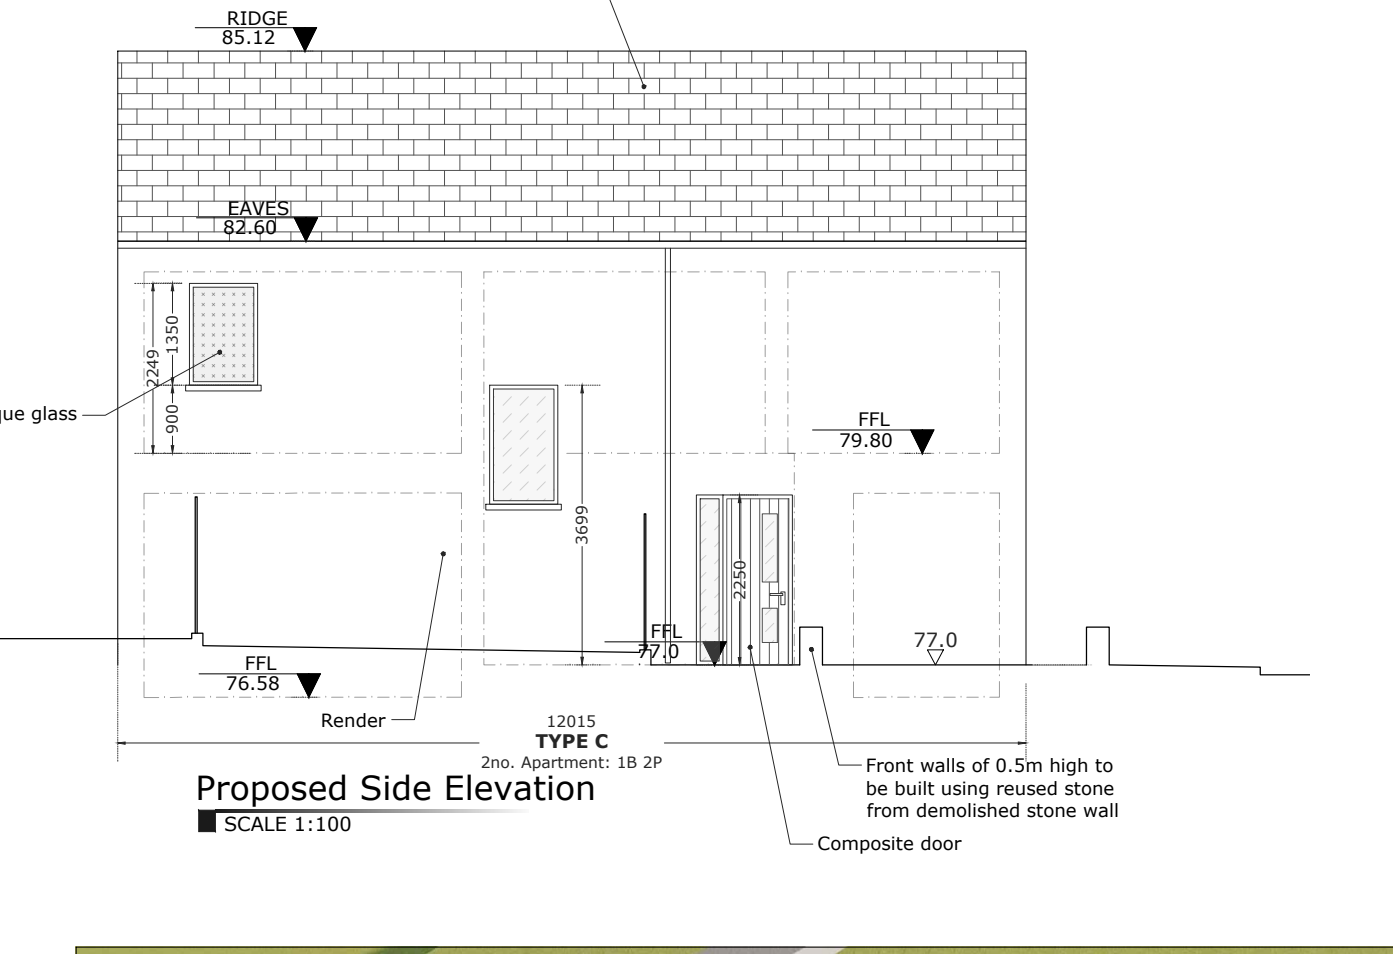 RIDGE
85.12
EAVES
82.60
2249
1350
900
que glass
FFL
79.80
3699
2250
FFL
77.0
77.0
FFL
76.58
Render
12015
TYPE C
2no. Apartment: 1B 2P
Front walls of 0.5m high to
be built using reused stone
from demolished stone wall
Proposed Side Elevation
SCALE 1:100
Composite door